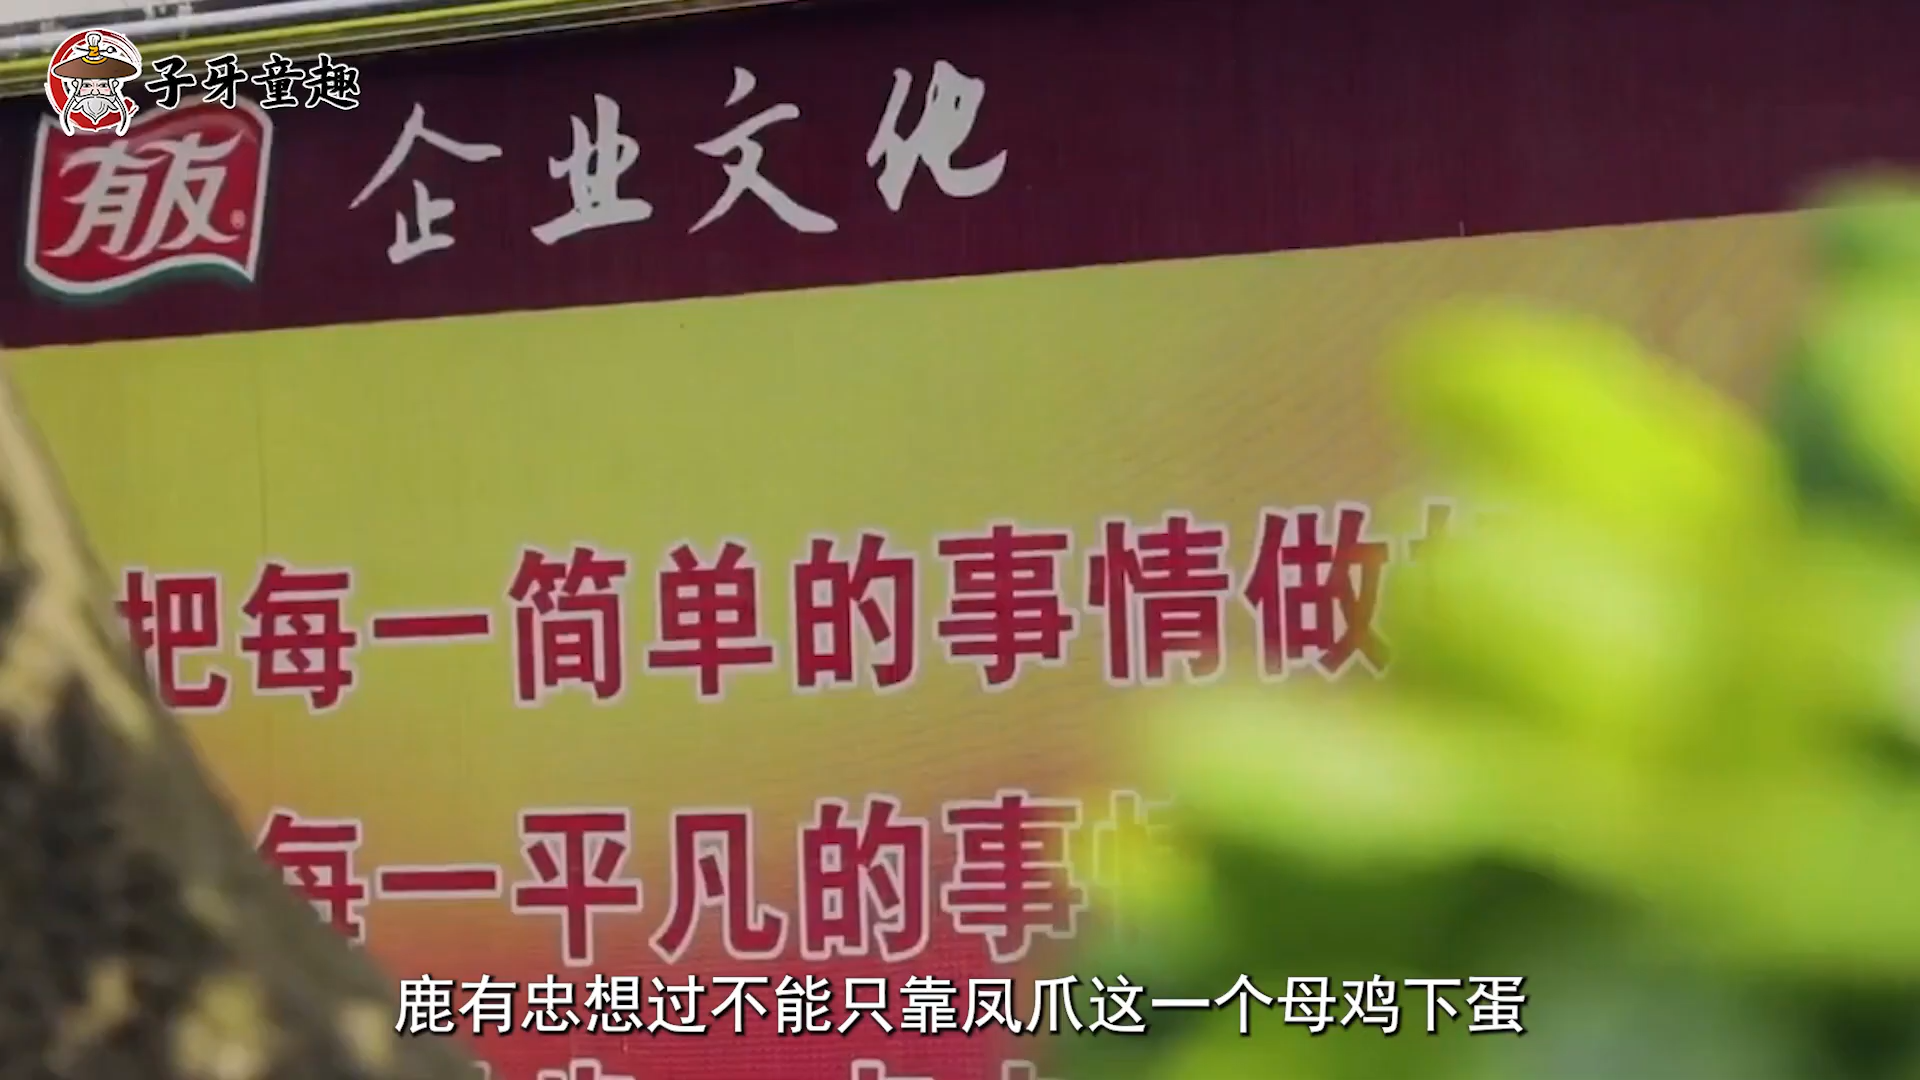 子牙童趣
有友
企业文化
把每一简单的事情做
每一平凡的事情
鹿有忠想过不能只靠凤爪这一个母鸡下蛋